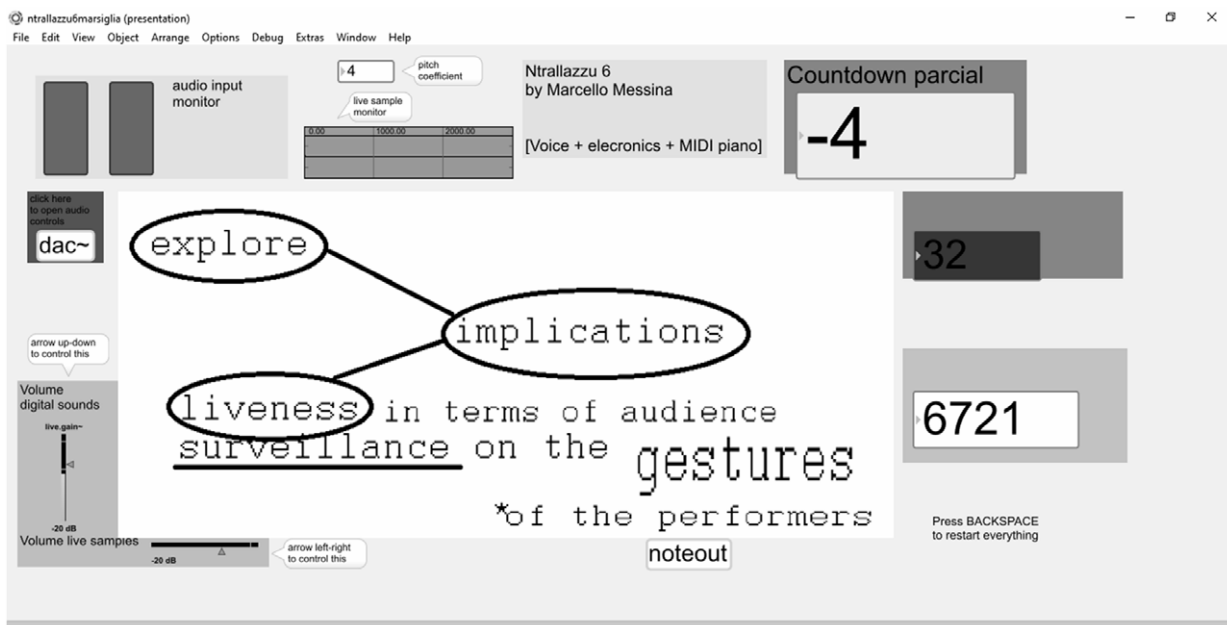 ntrallazzu6marsiglia (presentation)
File Edit View Object Arrange Options Debug Extras Window Help
audio input
monitor
4
pitch
coefficient
live sample
monitor
0.00 1000.00 2000.00
Ntrallazzu 6
by Marcello Messina
[Voice + elecronics + MIDI piano]
Countdown parcial
-4
click here
to open audio
controls
dac~
explore
implications
liveness in terms of audience
surveillance on the gestures
*of the performers
32
6721
arrow up-down
to control this
Volume
digital sounds
live.gain~
-20 dB
Volume live samples
-20 dB
arrow left-right
to control this
noteout
Press BACKSPACE
to restart everything